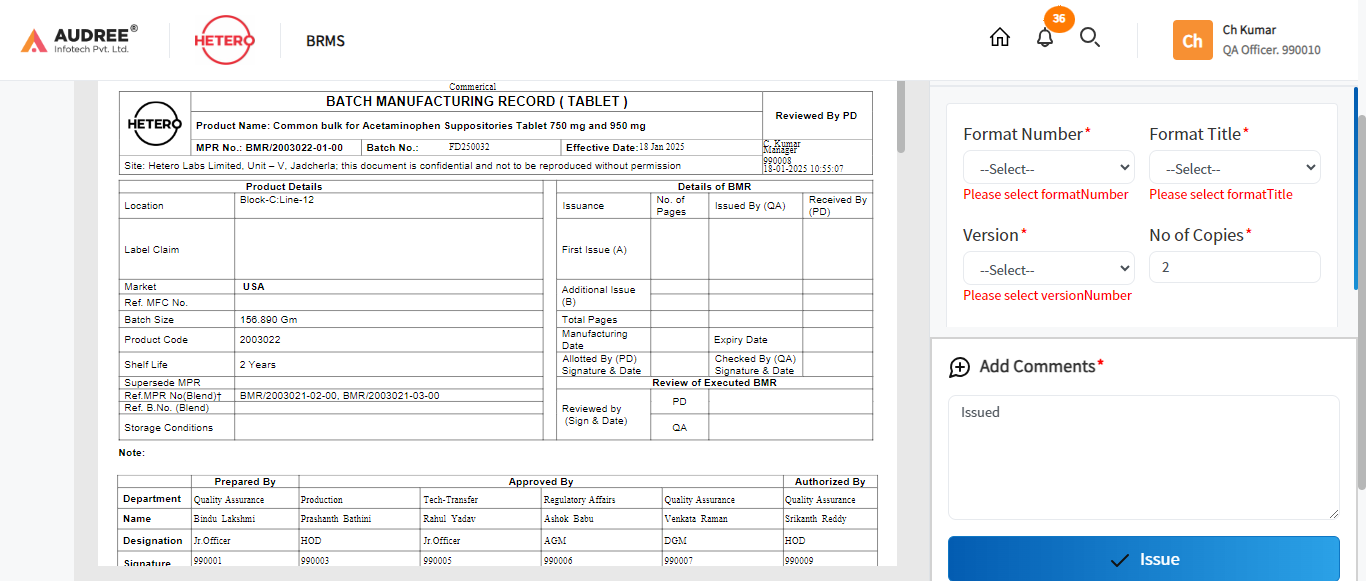 AUDREE®
Infotech Pvt. Ltd.
HETERO
BRMS
36
Ch
Ch Kumar
QA Officer. 990010
Commerical
HETERO
BATCH MANUFACTURING RECORD ( TABLET )
Product Name: Common bulk for Acetaminophen Suppositories Tablet 750 mg and 950 mg
Reviewed By PD
MPR No.: BMR/2003022-01-00
Batch No.:
FD250032
Effective Date:18 Jan 2025
C. Kumar
Manager
990008
18-01-2025 10:55:07
Site: Hetero Labs Limited, Unit – V, Jadcherla; this document is confidential and not to be reproduced without permission
Product Details
Location
Block-C:Line-12
Label Claim
Market
USA
Ref. MFC No.
Batch Size
156.890 Gm
Product Code
2003022
Shelf Life
2 Years
Supersede MPR
Ref.MPR No(Blend)†
BMR/2003021-02-00, BMR/2003021-03-00
Ref. B.No. (Blend)
Storage Conditions
Details of BMR
Issuance
No. of
Pages
Issued By (QA)
Received By
(PD)
First Issue (A)
Additional Issue
(B)
Total Pages
Manufacturing
Date
Expiry Date
Allotted By (PD)
Signature & Date
Checked By (QA)
Signature & Date
Review of Executed BMR
Reviewed by
(Sign & Date)
PD
QA
Note:
Prepared By
Approved By
Authorized By
Department
Quality Assurance
Production
Tech-Transfer
Regulatory Affairs
Quality Assurance
Quality Assurance
Name
Bindu Lakshmi
Prashanth Bathini
Rahul Yadav
Ashok Babu
Venkata Raman
Srikanth Reddy
Designation
Jr.Officer
HOD
Jr.Officer
AGM
DGM
HOD
Signature
990001
990003
990005
990006
990007
990009
Format Number*
Format Title*
--Select--
--Select--
Please select formatNumber
Please select formatTitle
Version*
No of Copies*
--Select--
2
Please select versionNumber
Add Comments*
Issued
Issue